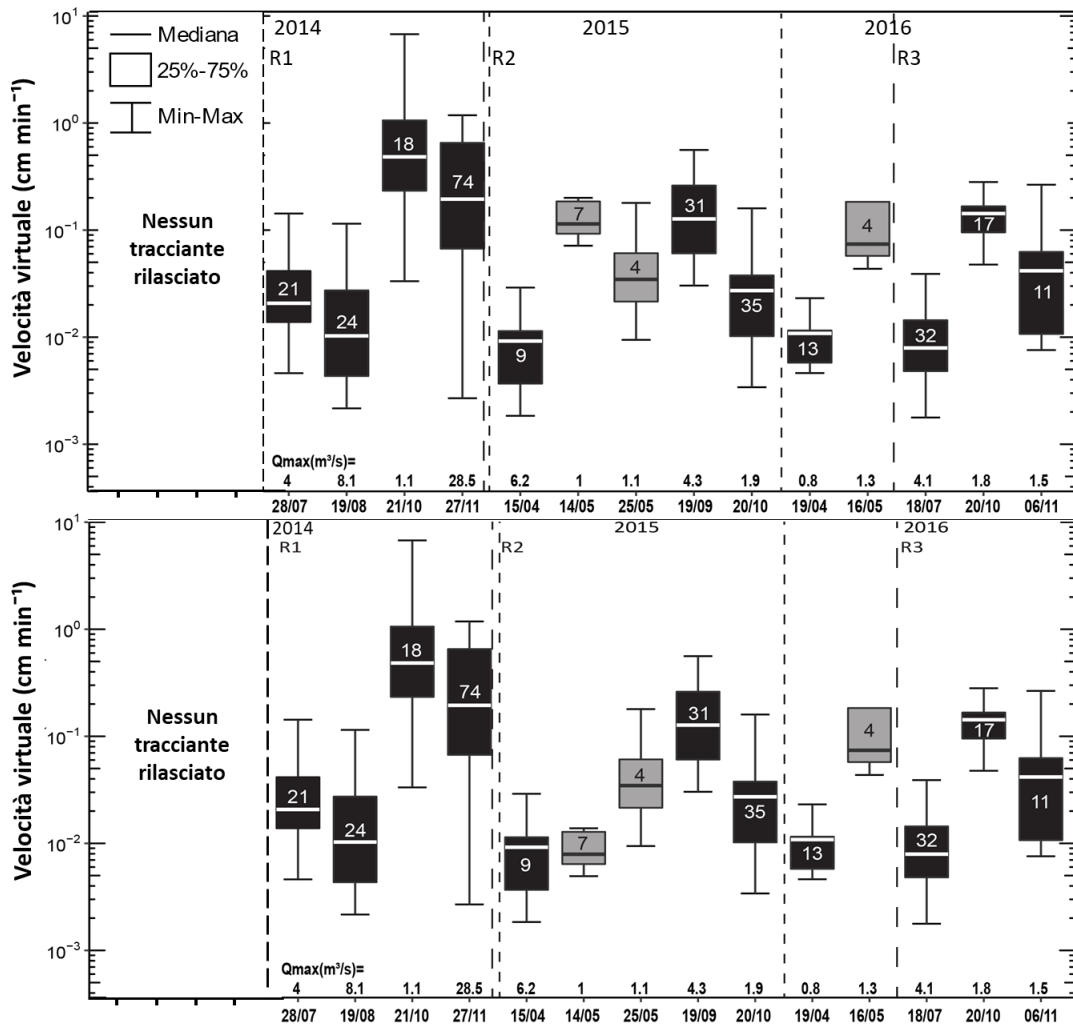 Velocità virtuale (cm min⁻¹)
10¹
10⁰
10⁻¹
10⁻²
10⁻³
Mediana
25%-75%
Min-Max
2014
2015
2016
R1
R2
R3
Nessun
tracciante
rilasciato
21
24
18
74
9
7
4
31
35
13
4
32
17
11
Qmax(m³/s)=
4 8.1 1.1 28.5 6.2 1 1.1 4.3 1.9 0.8 1.3 4.1 1.8 1.5
28/07 19/08 21/10 27/11 15/04 14/05 25/05 19/09 20/10 19/04 16/05 18/07 20/10 06/11
Velocità virtuale (cm min⁻¹)
10¹
10⁰
10⁻¹
10⁻²
10⁻³
2014
2015
2016
R1
R2
R3
Nessun
tracciante
rilasciato
21
24
18
74
9
7
4
31
35
13
4
32
17
11
Qmax(m³/s)=
4 8.1 1.1 28.5 6.2 1 1.1 4.3 1.9 0.8 1.3 4.1 1.8 1.5
28/07 19/08 21/10 27/11 15/04 14/05 25/05 19/09 20/10 19/04 16/05 18/07 20/10 06/11